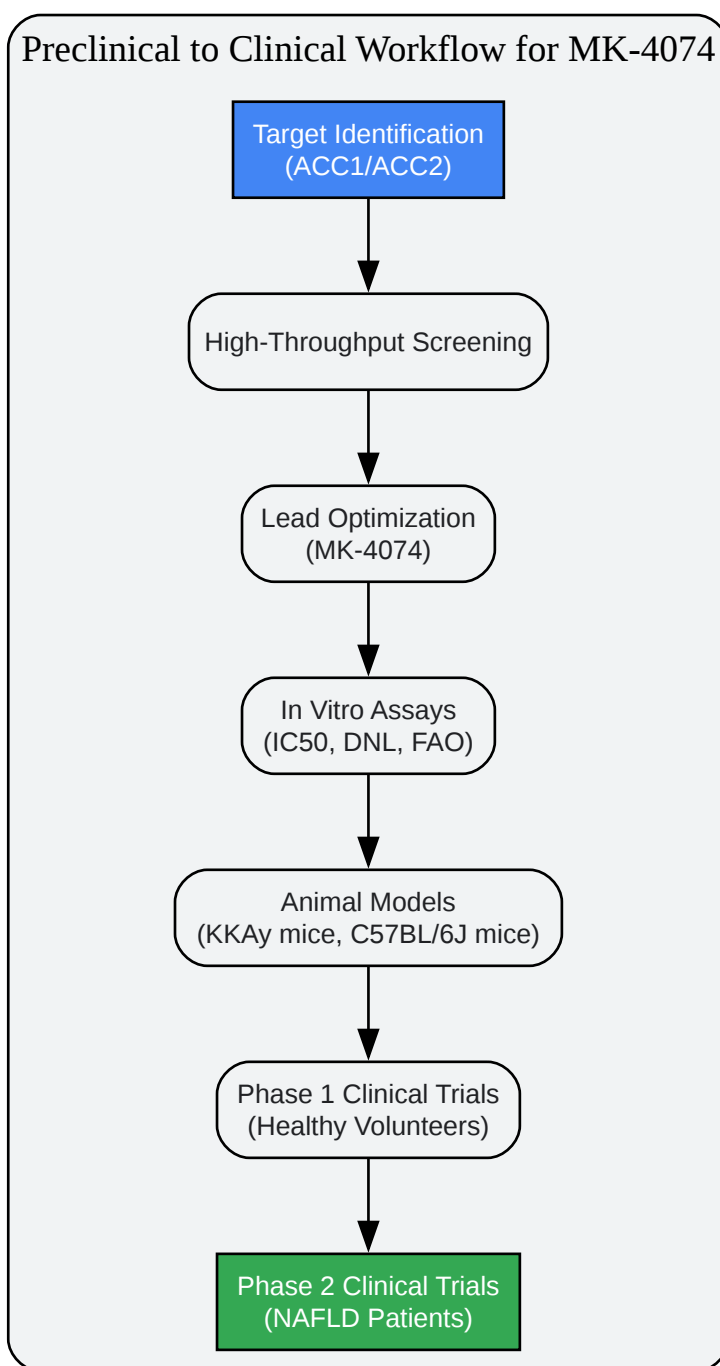 Preclinical to Clinical Workflow for MK-4074
Target Identification
(ACC1/ACC2)
High-Throughput Screening
Lead Optimization
(MK-4074)
In Vitro Assays
(IC50, DNL, FAO)
Animal Models
(KKAy mice, C57BL/6J mice)
Phase 1 Clinical Trials
(Healthy Volunteers)
Phase 2 Clinical Trials
(NAFLD Patients)